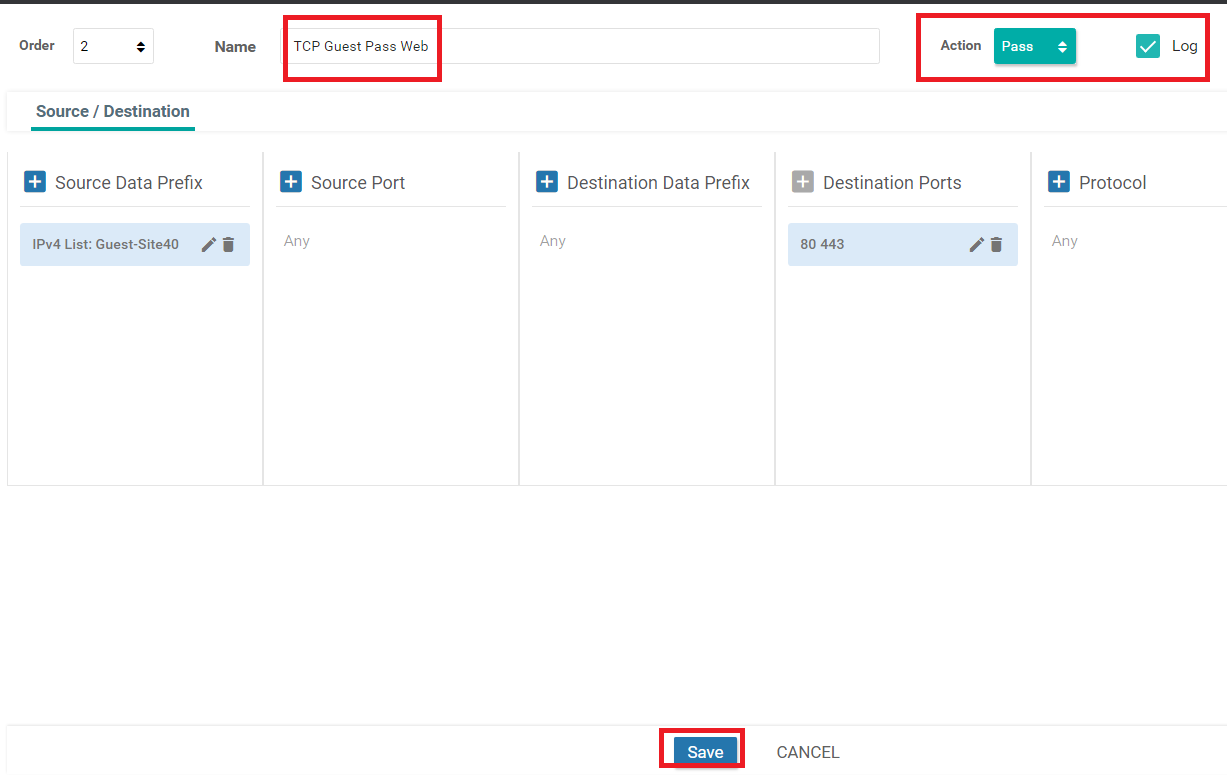 Order 2 Name TCP Guest Pass Web Action Pass Log
Source / Destination
Source Data Prefix Source Port Destination Data Prefix Destination Ports Protocol
IPv4 List: Guest-Site40 Any Any 80 443 Any
Save CANCEL